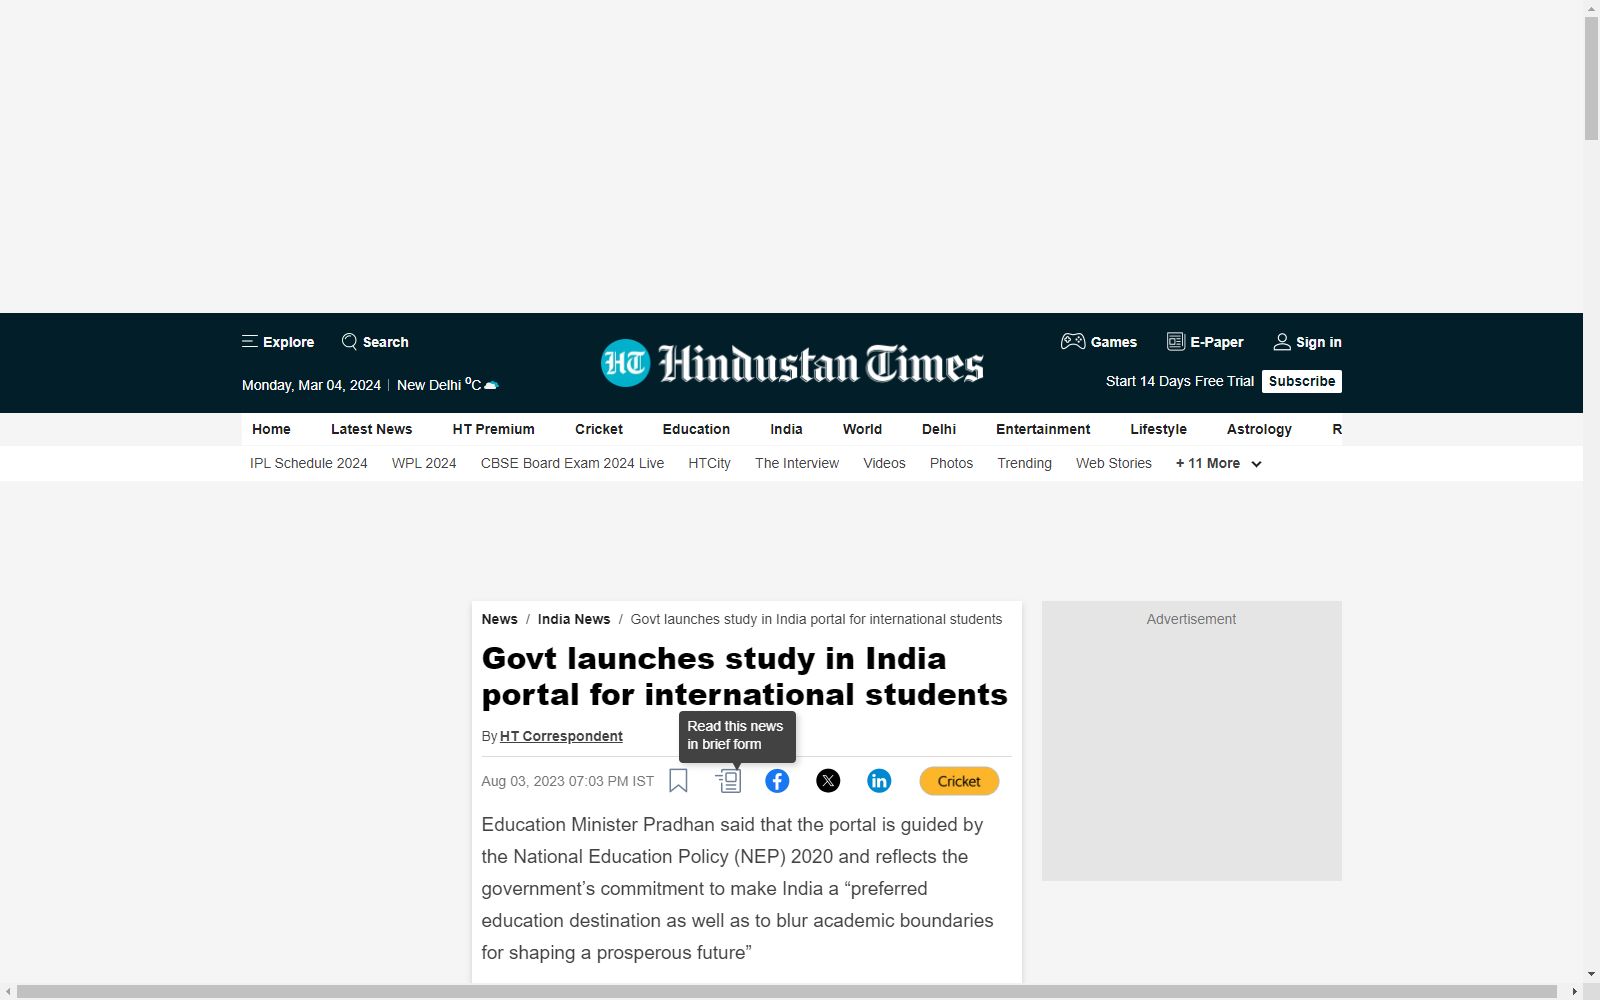 Explore Search
HT Hindustan Times
Games E-Paper Sign in
Monday, Mar 04, 2024 | New Delhi ⁰C
Start 14 Days Free Trial Subscribe
Home Latest News HT Premium Cricket Education India World Delhi Entertainment Lifestyle Astrology R
IPL Schedule 2024 WPL 2024 CBSE Board Exam 2024 Live HTCity The Interview Videos Photos Trending Web Stories + 11 More
News / India News / Govt launches study in India portal for international students
Advertisement
Govt launches study in India
portal for international students
Read this news
in brief form
By HT Correspondent
Aug 03, 2023 07:03 PM IST
Cricket
Education Minister Pradhan said that the portal is guided by
the National Education Policy (NEP) 2020 and reflects the
government’s commitment to make India a “preferred
education destination as well as to blur academic boundaries
for shaping a prosperous future”